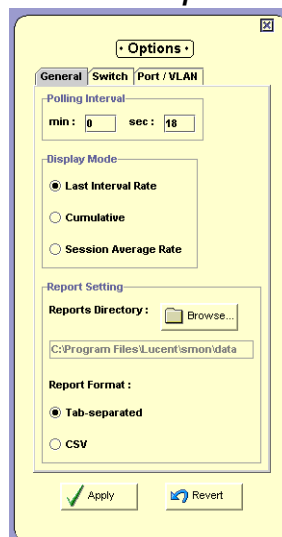 • Options •
General Switch Port / VLAN
Polling Interval
min : 0 sec : 18
Display Mode
Last Interval Rate
Cumulative
Session Average Rate
Report Setting
Reports Directory : Browse...
C:\Program Files\Lucent\smon\data
Report Format :
Tab-separated
CSV
Apply Revert